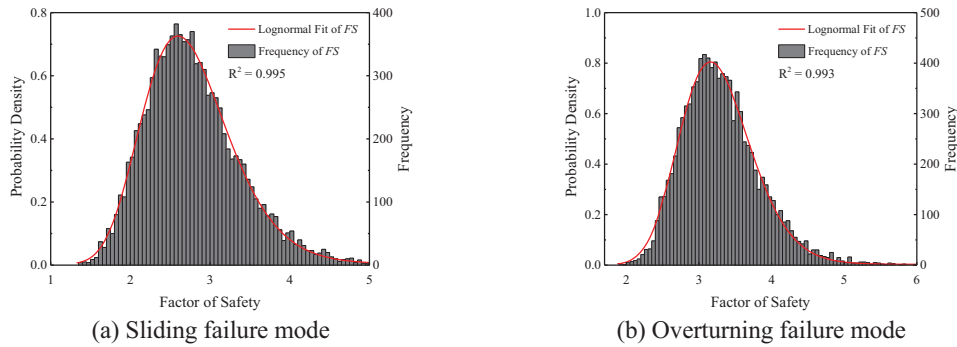 0.8
0.6
0.4
0.2
0.0
Probability Density
400
300
200
100
0
Frequency
Lognormal Fit of FS
Frequency of FS
R² = 0.995
1 2 3 4 5
Factor of Safety
(a) Sliding failure mode
1.0
0.8
0.6
0.4
0.2
0.0
Probability Density
500
400
300
200
100
0
Frequency
Lognormal Fit of FS
Frequency of FS
R² = 0.993
2 3 4 5 6
Factor of Safety
(b) Overturning failure mode